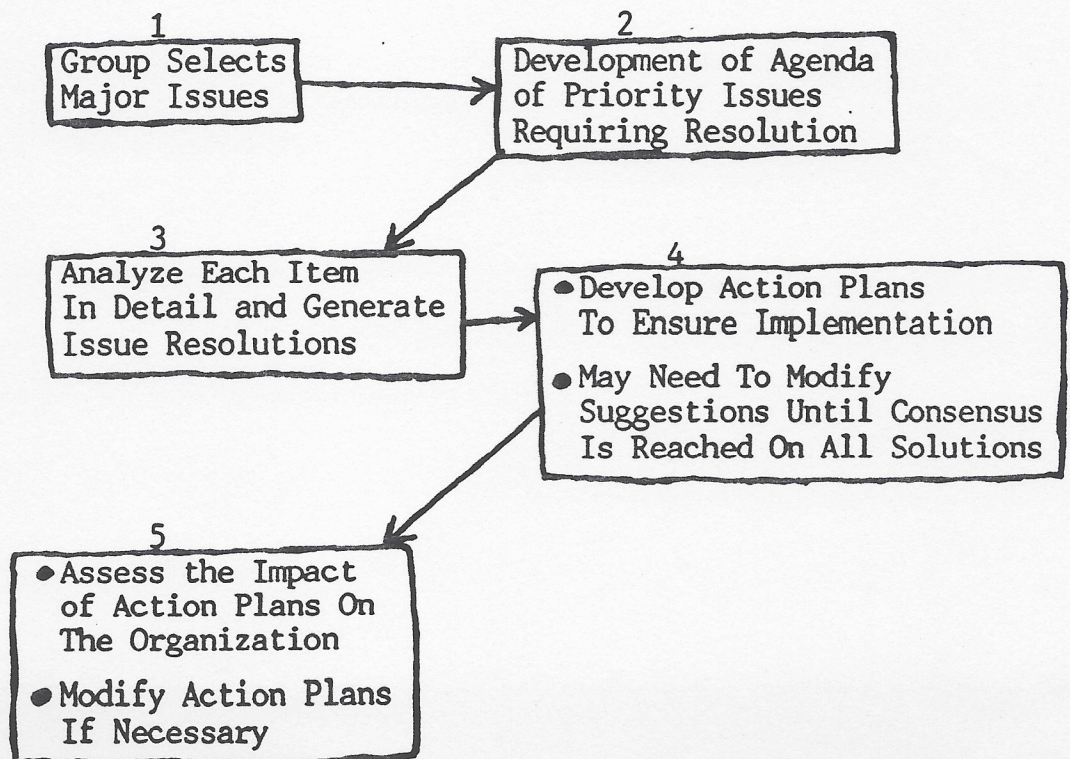 1
Group Selects
Major Issues
2
Development of Agenda
of Priority Issues
Requiring Resolution
3
Analyze Each Item
In Detail and Generate
Issue Resolutions
4
● Develop Action Plans
To Ensure Implementation
● May Need To Modify
Suggestions Until Consensus
Is Reached On All Solutions
5
● Assess the Impact
of Action Plans On
The Organization
● Modify Action Plans
If Necessary